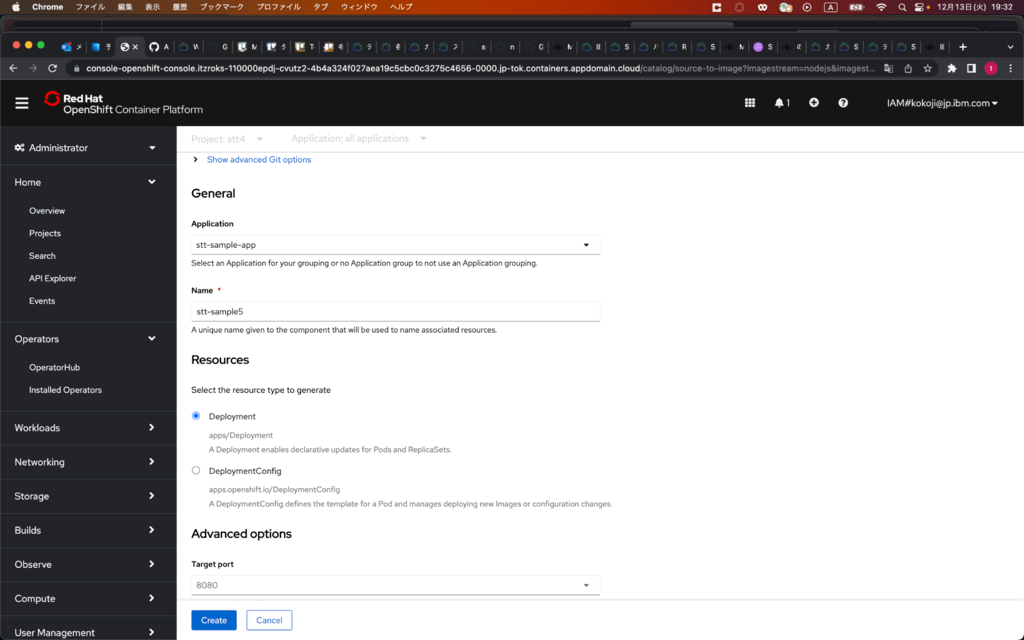 Chrome ファイル 編集 表示 履歴 ブックマーク プロファイル タブ ウィンドウ ヘルプ A 12月13日(火) 19:32
console-openshift-console.itzroks-110000epdj-cvutz2-4b4a324f027aea19c5cbc0c3275c4656-0000.jp-tok.containers.appdomain.cloud/catalog/source-to-image?imagestream=nodejs&imagest...
Red Hat
OpenShift Container Platform
1
IAM#kokoji@jp.ibm.com
Administrator
Home
Overview
Projects
Search
API Explorer
Events
Operators
OperatorHub
Installed Operators
Workloads
Networking
Storage
Builds
Observe
Compute
User Management
Project: stt4 Application: all applications
Show advanced Git options
General
Application
stt-sample-app
Select an Application for your grouping or no Application group to not use an Application grouping.
Name *
stt-sample5
A unique name given to the component that will be used to name associated resources.
Resources
Select the resource type to generate
Deployment
apps/Deployment
A Deployment enables declarative updates for Pods and ReplicaSets.
DeploymentConfig
apps.openshift.io/DeploymentConfig
A DeploymentConfig defines the template for a Pod and manages deploying new Images or configuration changes.
Advanced options
Target port
8080
Create Cancel